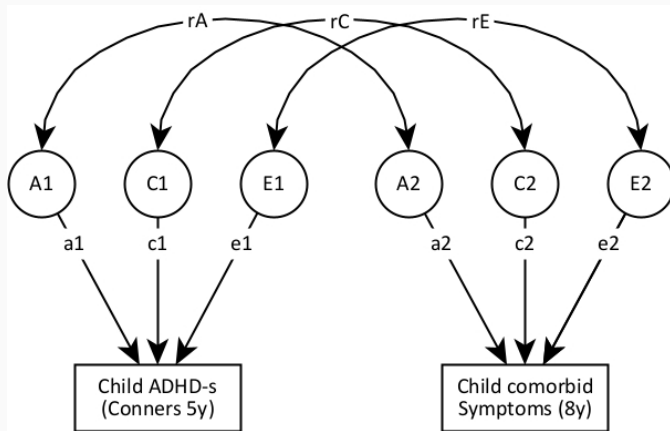 rA rC rE
A1 C1 E1 A2 C2 E2
a1 c1 e1 a2 c2 e2
Child ADHD-s
(Conners 5y)
Child comorbid
Symptoms (8y)